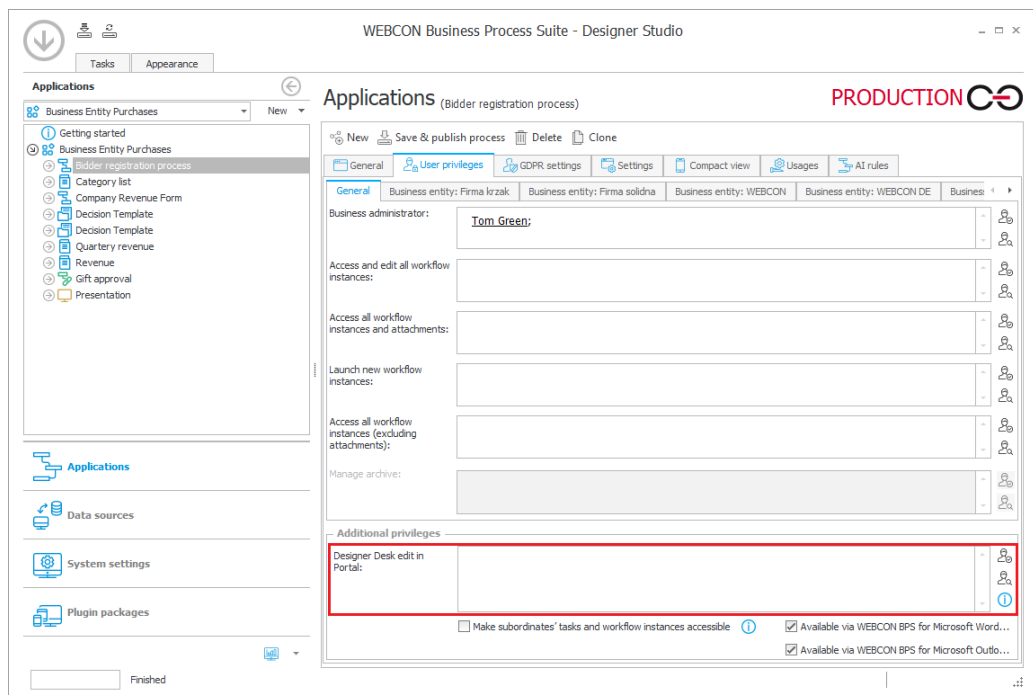 WEBCON Business Process Suite - Designer Studio
Tasks Appearance
Applications
Business Entity Purchases New
Getting started
Business Entity Purchases
Bidder registration process
Category list
Company Revenue Form
Decision Template
Decision Template
Quartery revenue
Revenue
Gift approval
Presentation
Applications
Data sources
System settings
Plugin packages
Applications (Bidder registration process)
PRODUCTION
New Save & publish process Delete Clone
General User privileges GDPR settings Settings Compact view Usages AI rules
General Business entity: Firma krzak Business entity: Firma solidna Business entity: WEBCON Business entity: WEBCON DE Business
Business administrator:
Tom Green;
Access and edit all workflow
instances:
Access all workflow
instances and attachments:
Launch new workflow
instances:
Access all workflow
instances (excluding
attachments):
Manage archive:
Additional privileges
Designer Desk edit in
Portal:
Make subordinates' tasks and workflow instances accessible
Available via WEBCON BPS for Microsoft Word...
Available via WEBCON BPS for Microsoft Outlo...
Finished